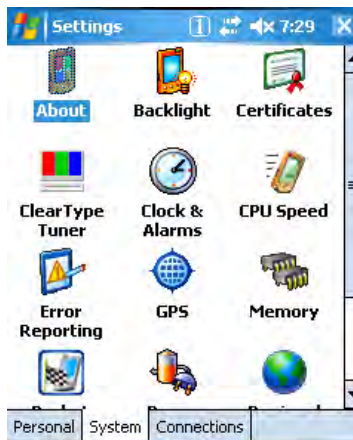 Settings 7:29
About Backlight Certificates
ClearType Clock & CPU Speed
Tuner Alarms
Error GPS Memory
Reporting
Personal System Connections